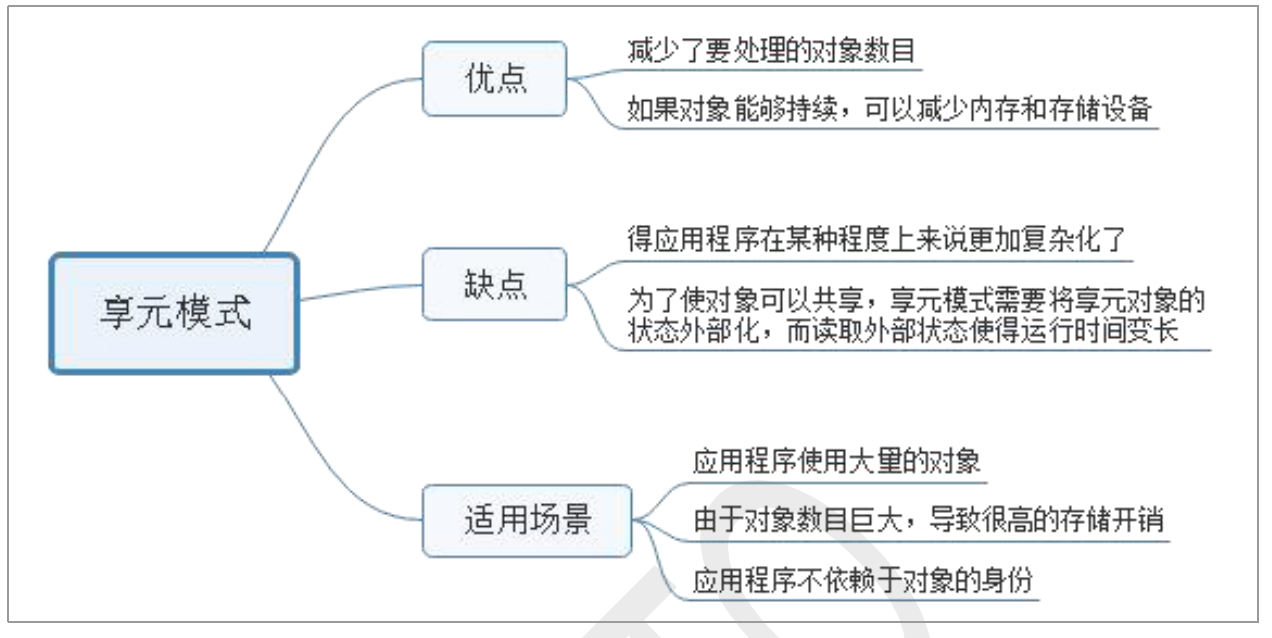 享元模式
优点
减少了要处理的对象数目
如果对象能够持续，可以减少内存和存储设备
缺点
得应用程序在某种程度上来说更加复杂化了
为了使对象可以共享，享元模式需要将享元对象的
状态外部化，而读取外部状态使得运行时间变长
适用场景
应用程序使用大量的对象
由于对象数目巨大，导致很高的存储开销
应用程序不依赖于对象的身份